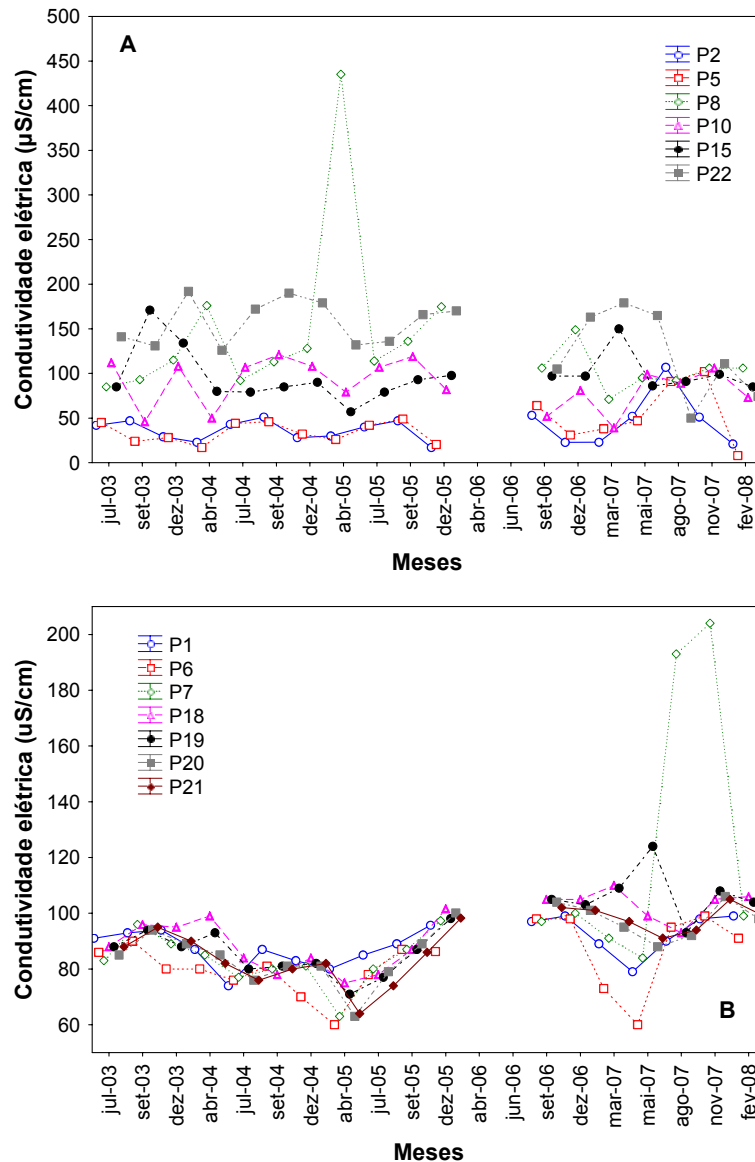 A
Condutividade elétrica (µS/cm)
500
450
400
350
300
250
200
150
100
50
0
P2
P5
P8
P10
P15
P22
jul-03
set-03
dez-03
abr-04
jul-04
set-04
dez-04
abr-05
jul-05
set-05
dez-05
abr-06
jun-06
set-06
dez-06
mar-07
mai-07
ago-07
nov-07
fev-08
Meses
Condutividade elétrica (uS/cm)
200
180
160
140
120
100
80
60
P1
P6
P7
P18
P19
P20
P21
B
jul-03
set-03
dez-03
abr-04
jul-04
set-04
dez-04
abr-05
jul-05
set-05
dez-05
abr-06
jun-06
set-06
dez-06
mar-07
mai-07
ago-07
nov-07
fev-08
Meses